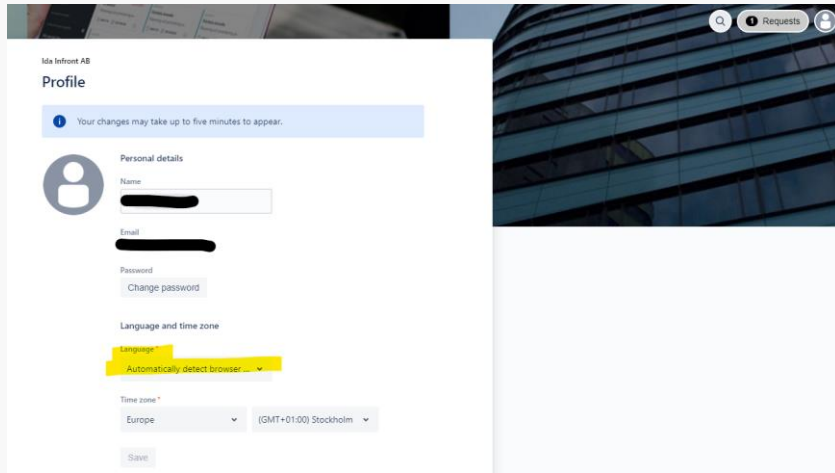 1 Requests
Ida Infront AB
Profile
Your changes may take up to five minutes to appear.
Personal details
Name
Email
Password
Change password
Language and time zone
Language *
Automatically detect browser ...
Time zone *
Europe (GMT+01:00) Stockholm
Save